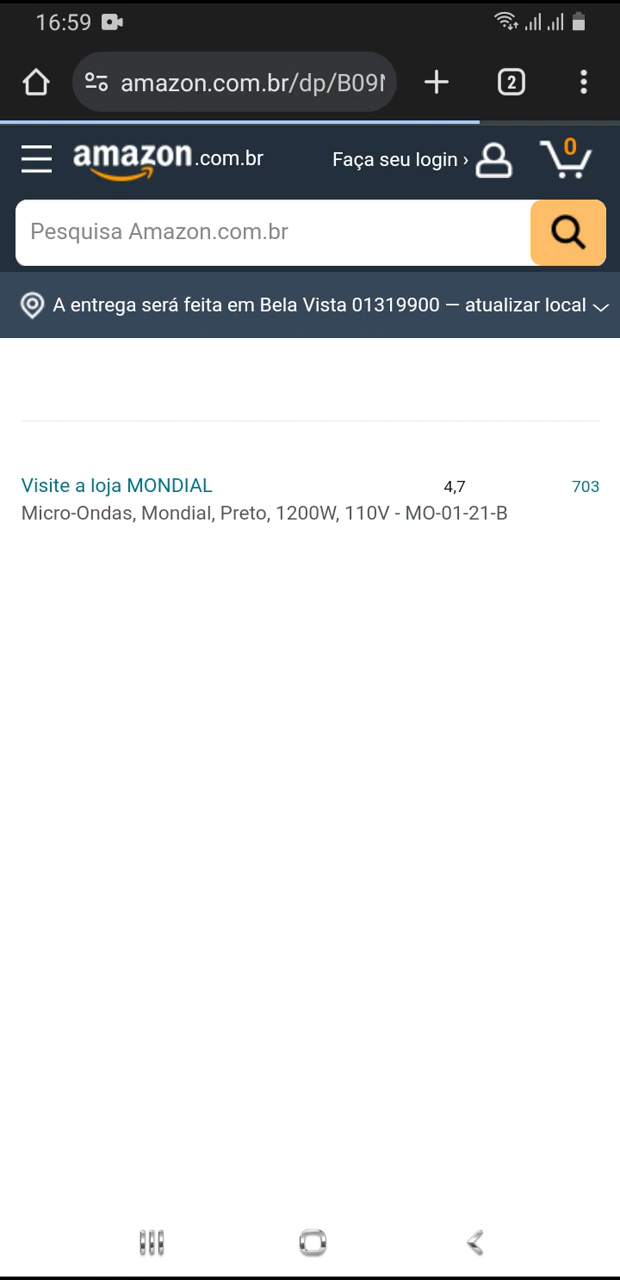 16:59
amazon.com.br/dp/B09
2
amazon.com.br
Faça seu login ›
0
Pesquisa Amazon.com.br
A entrega será feita em Bela Vista 01319900 — atualizar local
Visite a loja MONDIAL
4,7
703
Micro-Ondas, Mondial, Preto, 1200W, 110V - MO-01-21-B